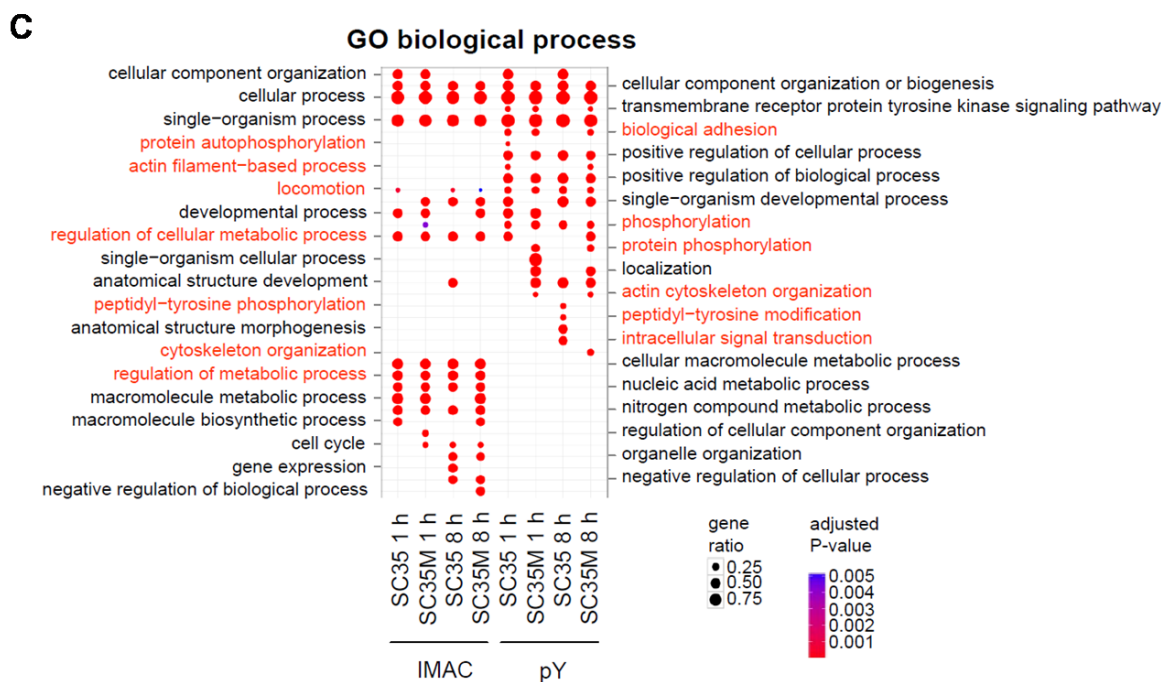 C
GO biological process
cellular component organization
cellular process
single−organism process
protein autophosphorylation
actin filament−based process
locomotion
developmental process
regulation of cellular metabolic process
single−organism cellular process
anatomical structure development
peptidyl−tyrosine phosphorylation
anatomical structure morphogenesis
cytoskeleton organization
regulation of metabolic process
macromolecule metabolic process
macromolecule biosynthetic process
cell cycle
gene expression
negative regulation of biological process
cellular component organization or biogenesis
transmembrane receptor protein tyrosine kinase signaling pathway
biological adhesion
positive regulation of cellular process
positive regulation of biological process
single−organism developmental process
phosphorylation
protein phosphorylation
localization
actin cytoskeleton organization
peptidyl−tyrosine modification
intracellular signal transduction
cellular macromolecule metabolic process
nucleic acid metabolic process
nitrogen compound metabolic process
regulation of cellular component organization
organelle organization
negative regulation of cellular process
SC35 1 h
SC35M 1 h
SC35 8 h
SC35M 8 h
SC35 1 h
SC35M 1 h
SC35 8 h
SC35M 8 h
IMAC
pY
gene
ratio
0.25
0.50
0.75
adjusted
P-value
0.005
0.004
0.003
0.002
0.001